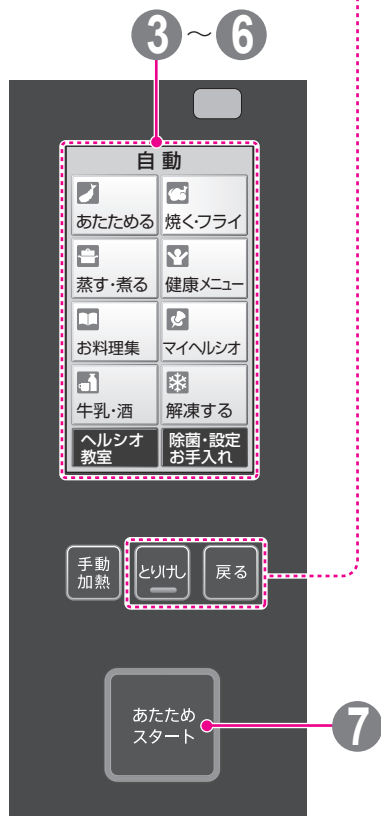 3～6
自動
あたためる
焼く・フライ
蒸す・煮る
健康メニュー
お料理集
マイヘルシオ
牛乳・酒
解凍する
ヘルシオ
教室
除菌・設定
お手入れ
手動
加熱
とりけし
戻る
あたため
スタート
7